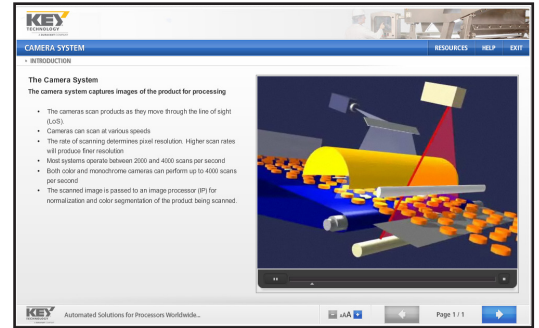 KEY
TECHNOLOGY
CAMERA SYSTEM
RESOURCES HELP EXIT
INTRODUCTION
The Camera System
The camera system captures images of the product for processing
• The cameras scan products as they move through the line of sight
(LoS).
• Cameras can scan at various speeds
• The rate of scanning determines pixel resolution. Higher scan rates
will produce finer resolution
• Most systems operate between 2000 and 4000 scans per second
• Both color and monochrome cameras can perform up to 4000 scans
per second
• The scanned image is passed to an image processor (IP) for
normalization and color segmentation of the product being scanned.
KEY
TECHNOLOGY
Automated Solutions for Processors Worldwide...
AAA
Page 1 / 1